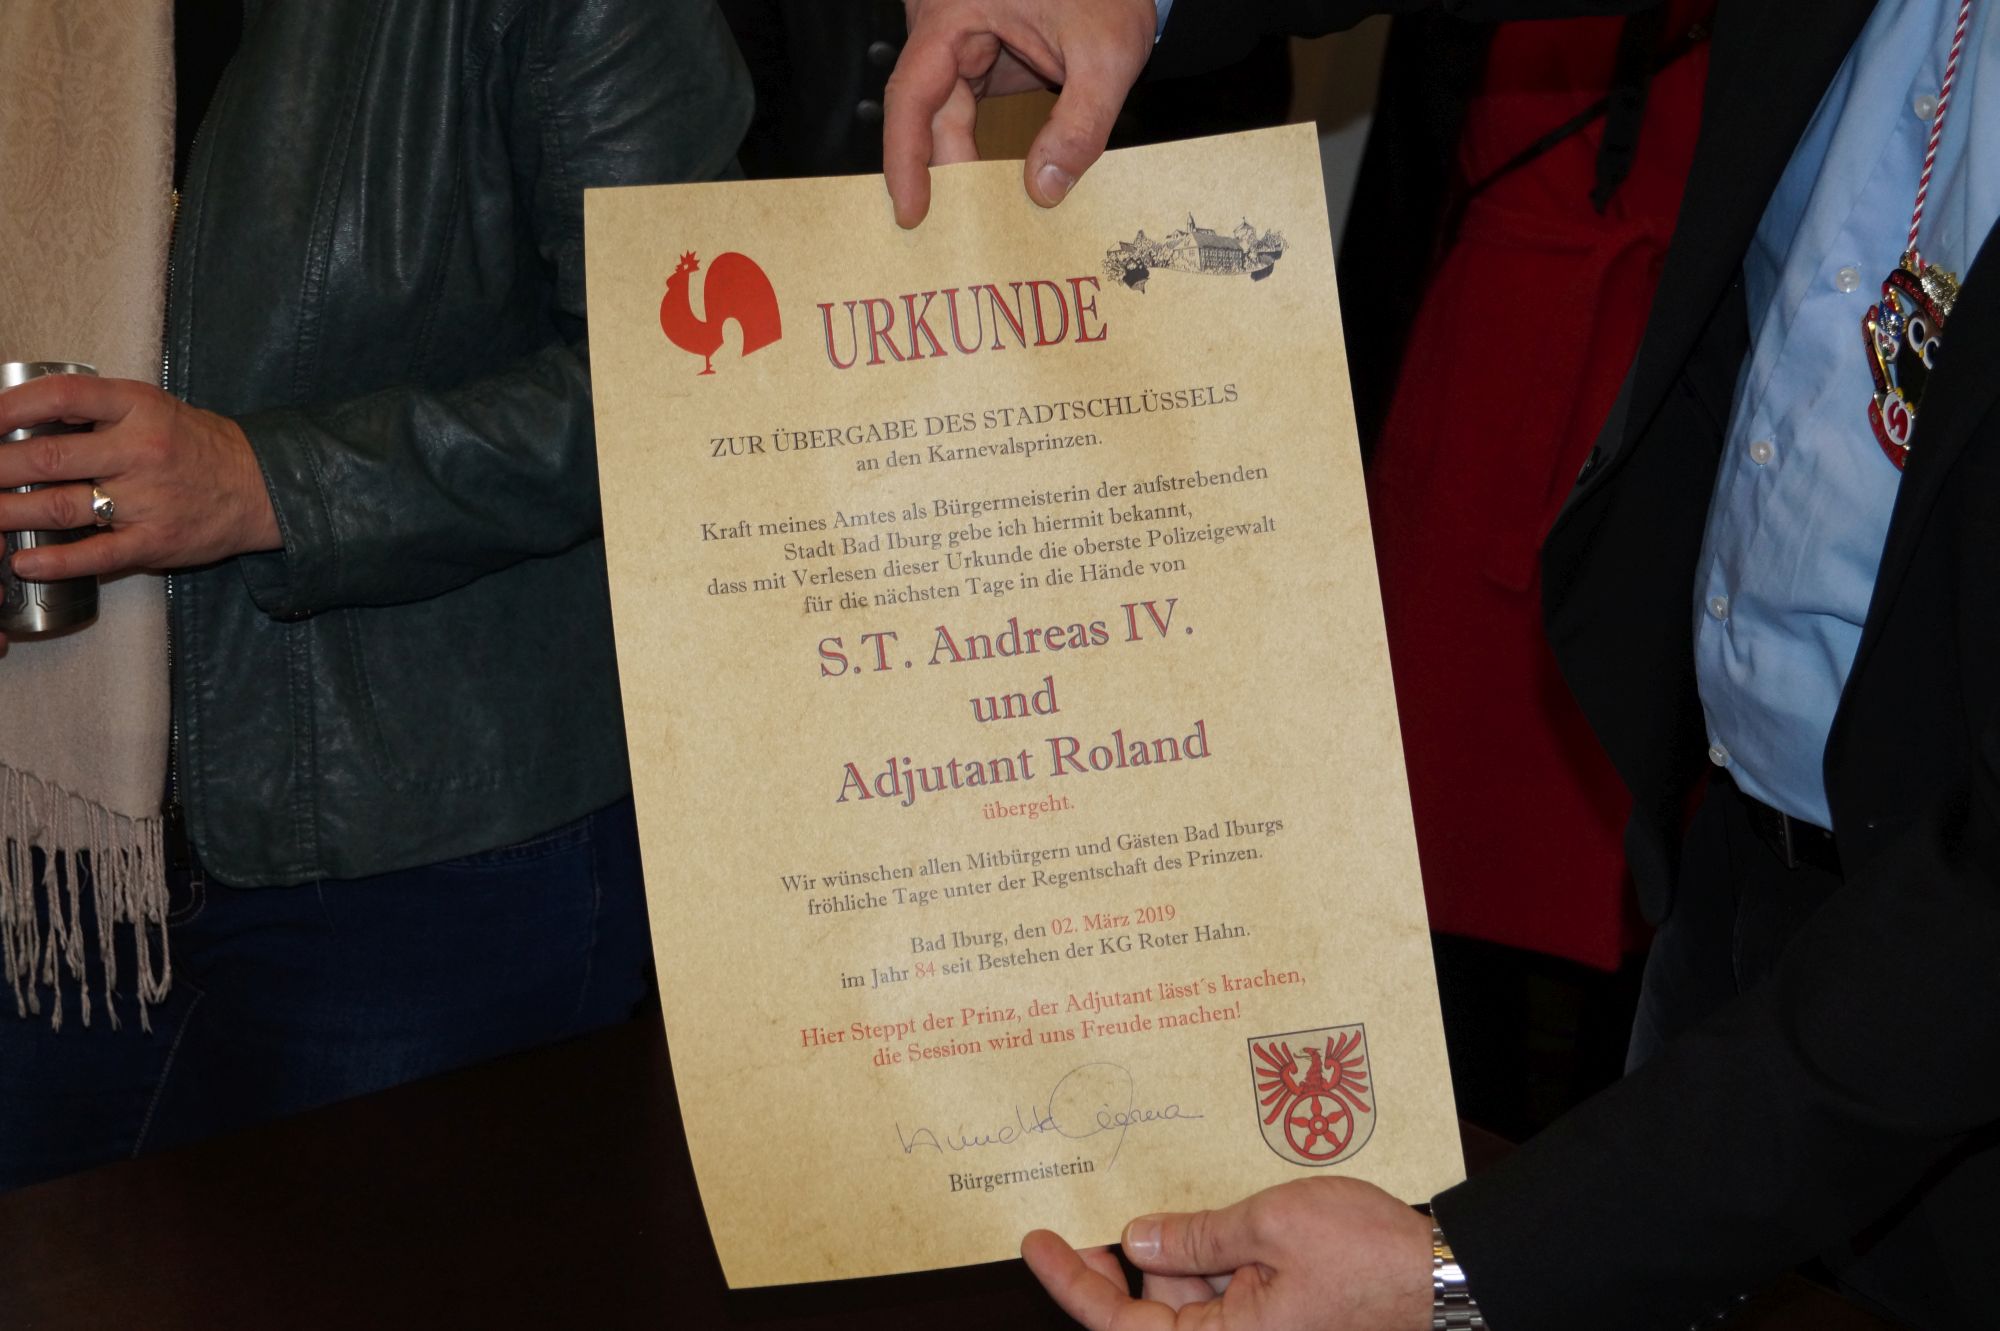 URKUNDE
ZUR ÜBERGABE DES STADTSCHLÜSSELS
an den Karnevalsprinzen.
Kraft meines Amtes als Bürgermeisterin der aufstrebenden
Stadt Bad Iburg gebe ich hiermit bekannt,
dass mit Verlesen dieser Urkunde die oberste Polizeigewalt
für die nächsten Tage in die Hände von
S.T. Andreas IV.
und
Adjutant Roland
übergeht.
Wir wünschen allen Mitbürgern und Gästen Bad Iburgs
fröhliche Tage unter der Regentschaft des Prinzen.
Bad Iburg, den 02. März 2019
im Jahr 84 seit Bestehen der KG Roter Hahn.
Hier Steppt der Prinz, der Adjutant lässt´s krachen,
die Session wird uns Freude machen!
Bürgermeisterin